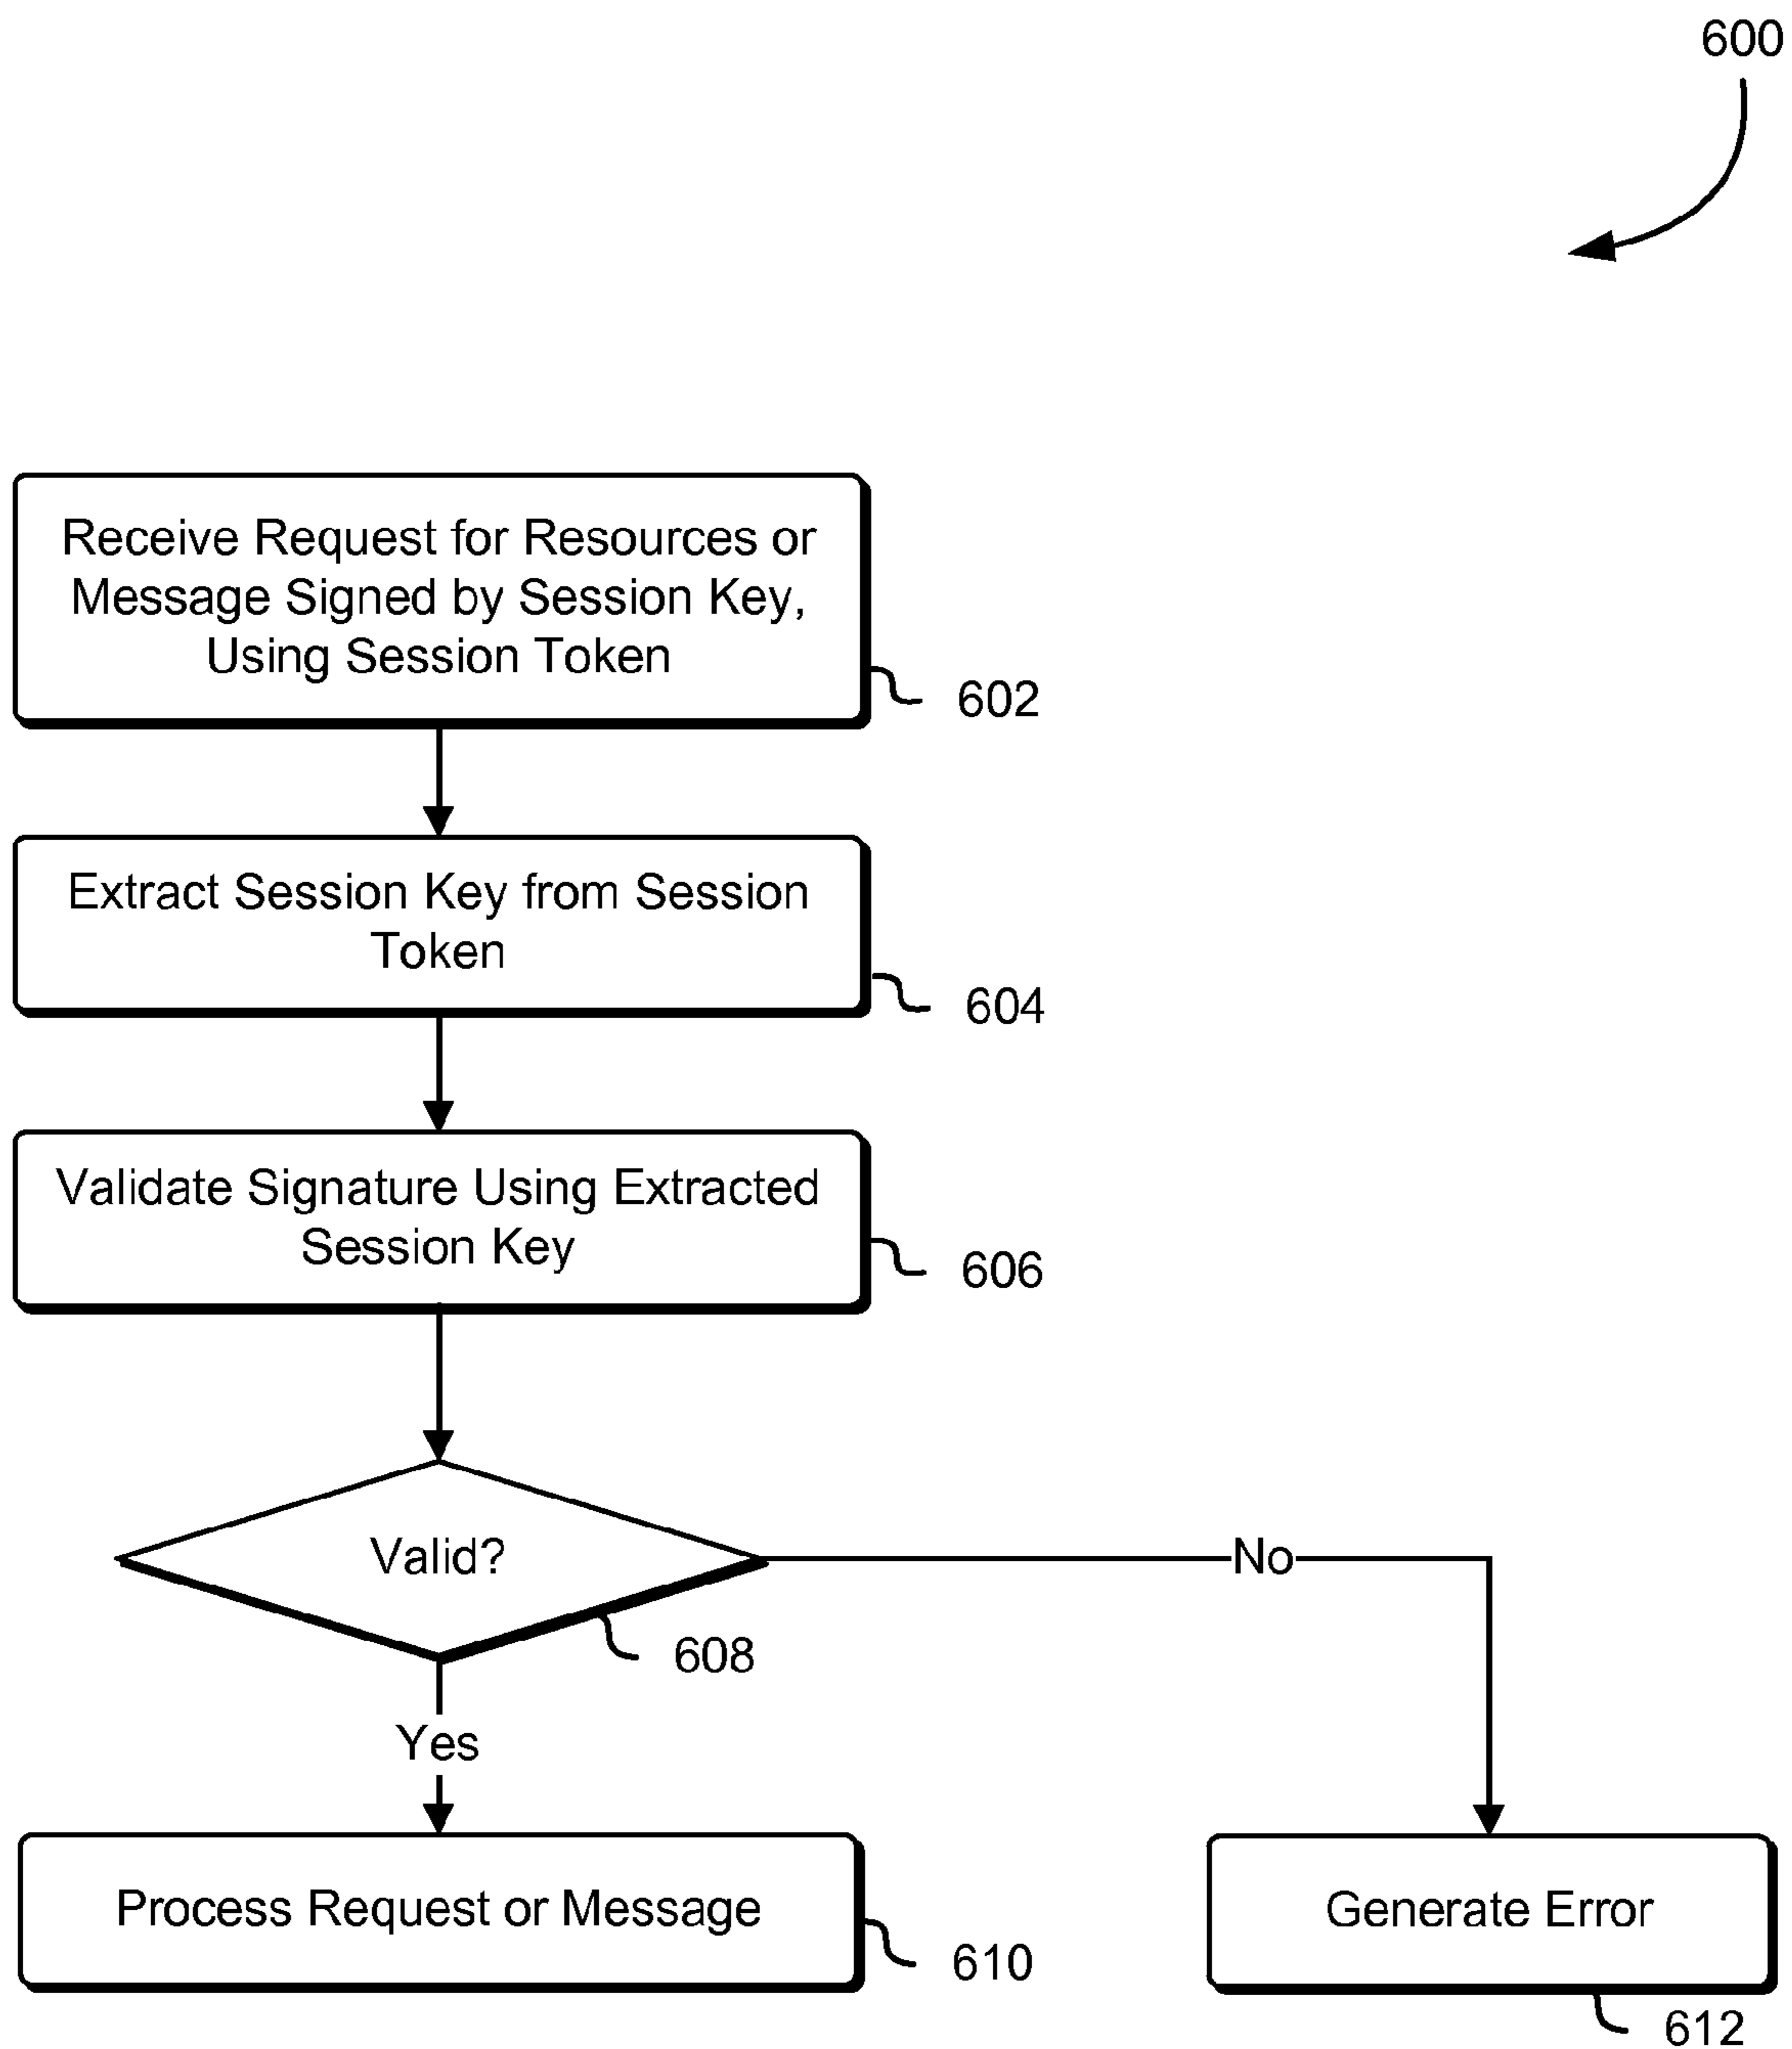 600
Receive Request for Resources or
Message Signed by Session Key,
Using Session Token
602
Extract Session Key from Session
Token
604
Validate Signature Using Extracted
Session Key
606
Valid?
No
608
Yes
Process Request or Message
610
Generate Error
612